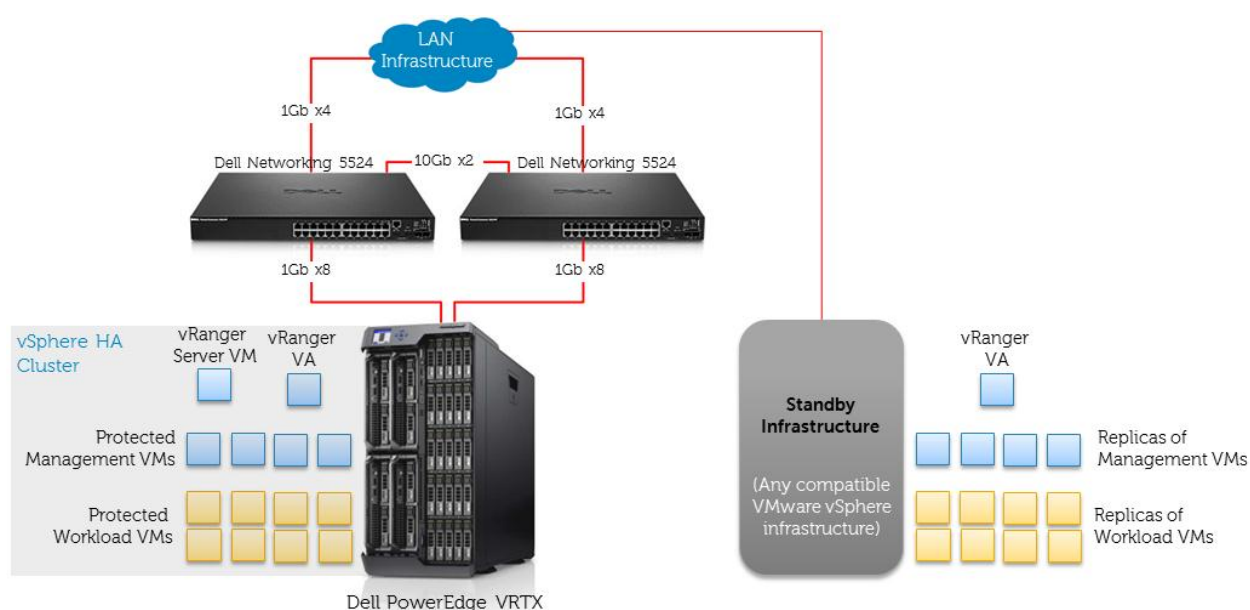 LAN
Infrastructure
1Gb x4
1Gb x4
Dell Networking 5524
10Gb x2
Dell Networking 5524
DELL
DELL
1Gb x8
1Gb x8
vSphere HA
Cluster
vRanger
Server VM
vRanger
VA
Protected
Management VMs
Protected
Workload VMs
Dell PowerEdge VRTX
Standby
Infrastructure
(Any compatible
VMware vSphere
infrastructure)
vRanger
VA
Replicas of
Management VMs
Replicas of
Workload VMs